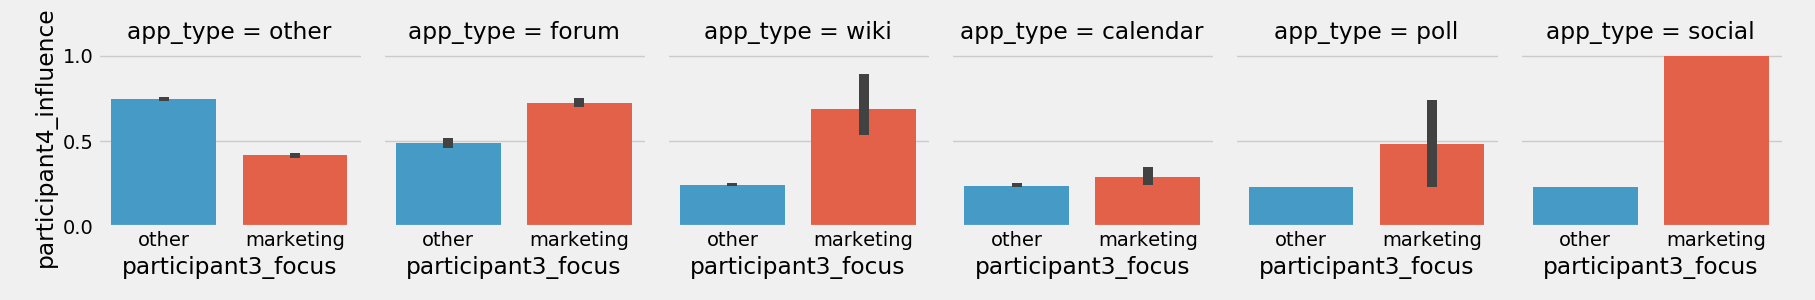 app_type = other
app_type = forum
app_type = wiki
app_type = calendar
app_type = poll
app_type = social
participant4_influence
1.0
0.5
0.0
other
marketing
other
marketing
other
marketing
other
marketing
other
marketing
other
marketing
participant3_focus
participant3_focus
participant3_focus
participant3_focus
participant3_focus
participant3_focus